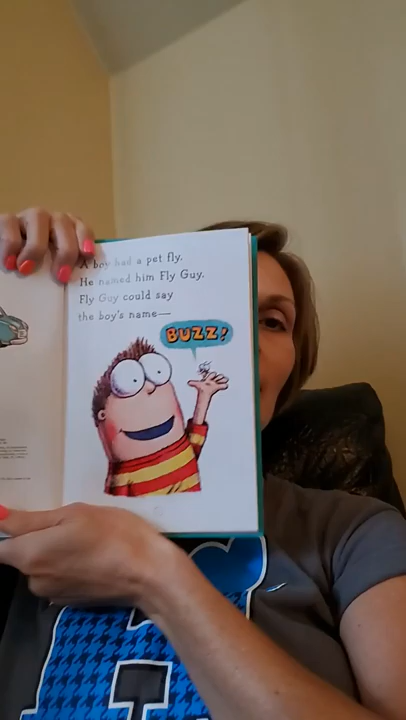 A boy had a pet fly.
He named him Fly Guy.
Fly Guy could say
the boy's name—
BUZZ!